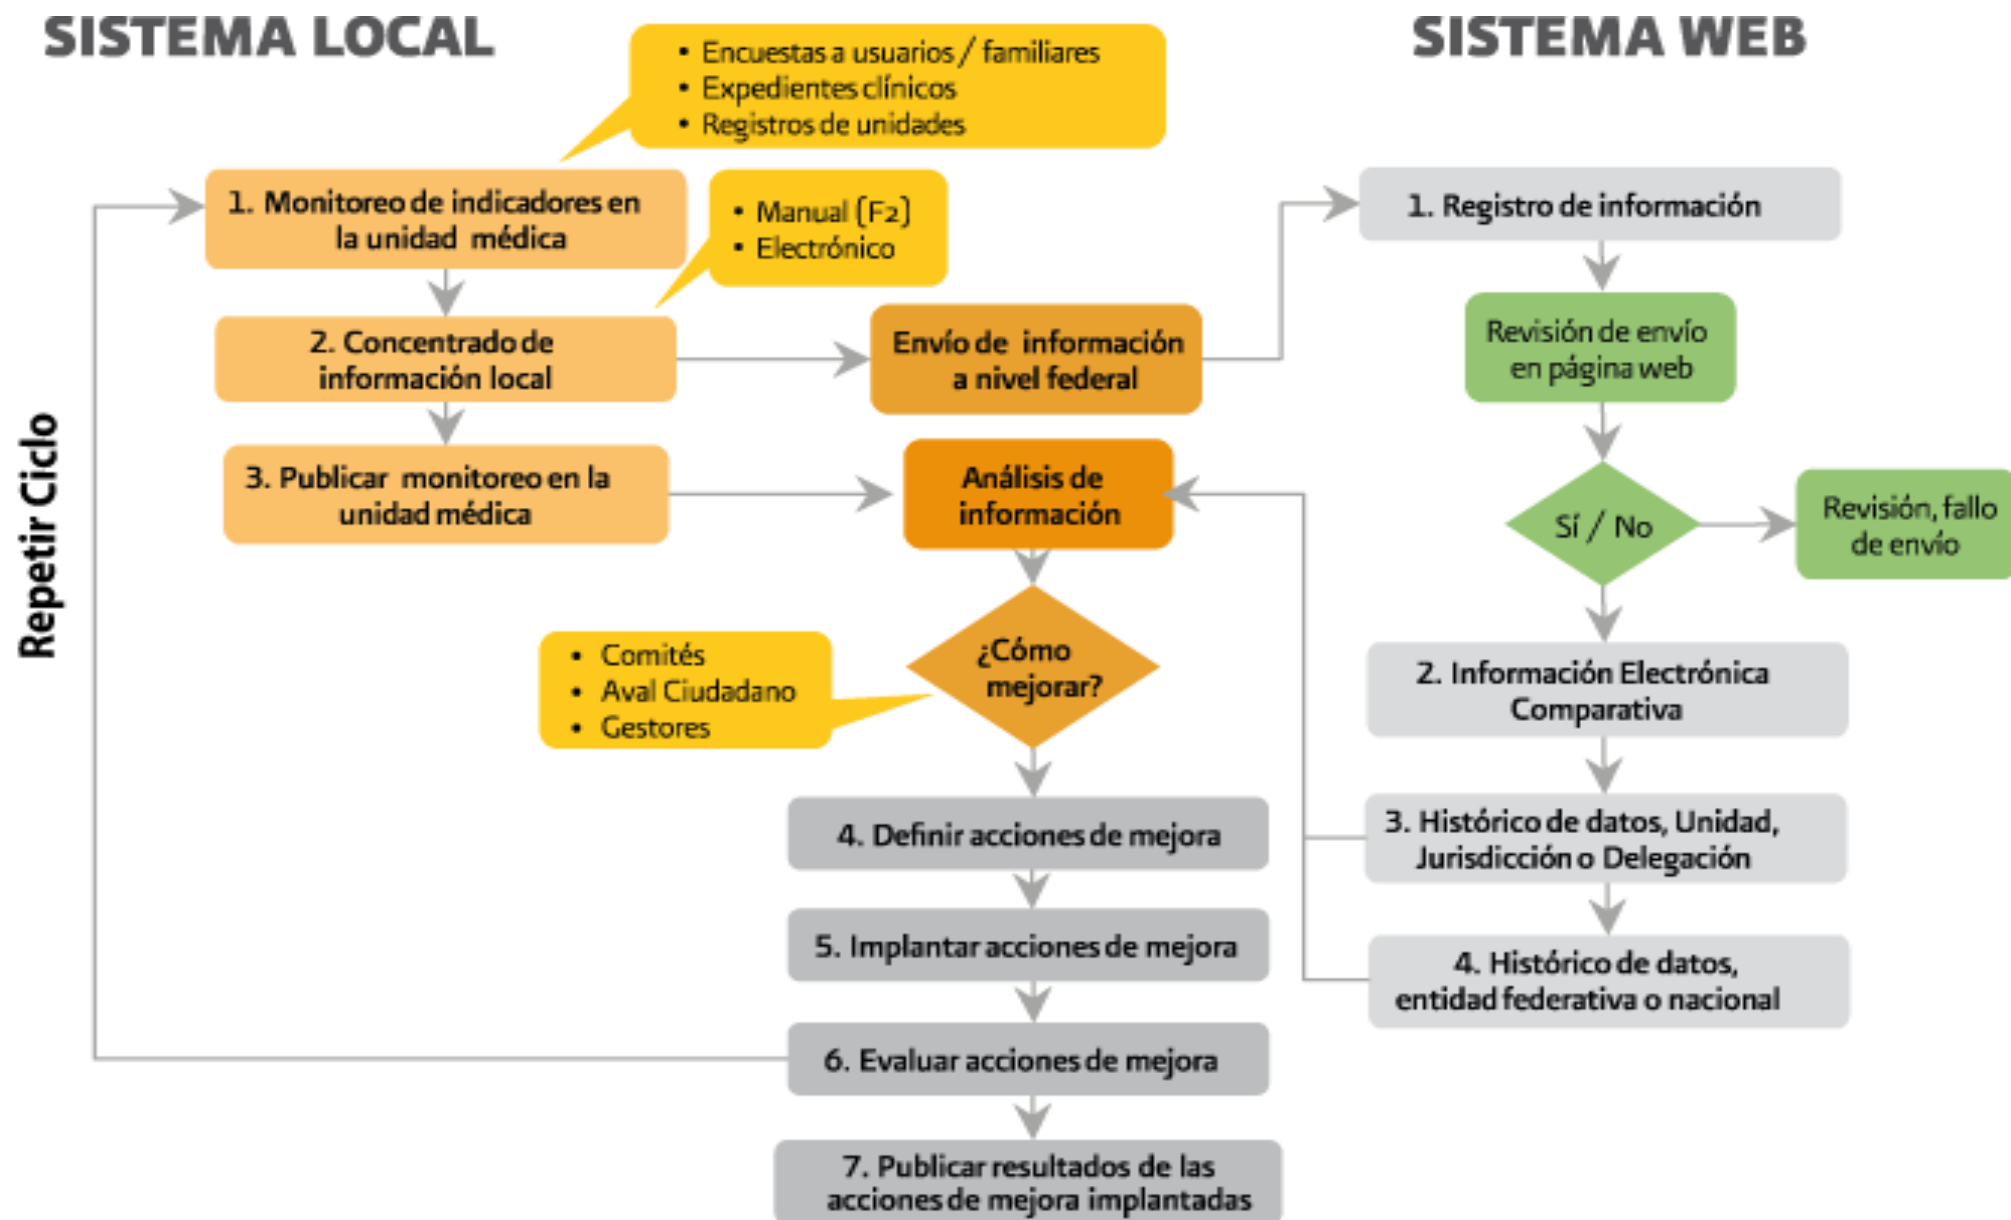 SISTEMA LOCAL
SISTEMA WEB
• Encuestas a usuarios / familiares
• Expedientes clínicos
• Registros de unidades
1. Monitoreo de indicadores en
la unidad médica
• Manual (F2)
• Electrónico
1. Registro de información
2. Concentrado de
información local
Envío de información
a nivel federal
Revisión de envío
en página web
3. Publicar monitoreo en la
unidad médica
Análisis de
información
Sí / No
Revisión, fallo
de envío
Repetir Ciclo
• Comités
• Aval Ciudadano
• Gestores
¿Cómo
mejorar?
2. Información Electrónica
Comparativa
4. Definir acciones de mejora
3. Histórico de datos, Unidad,
Jurisdicción o Delegación
5. Implantar acciones de mejora
4. Histórico de datos,
entidad federativa o nacional
6. Evaluar acciones de mejora
7. Publicar resultados de las
acciones de mejora implantadas